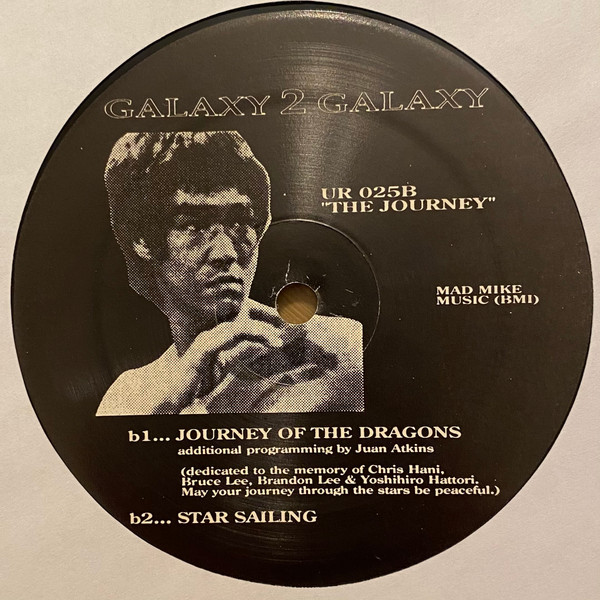 GALAXY 2 GALAXY
UR 025B
"THE JOURNEY"
MAD MIKE
MUSIC (BMI)
b1... JOURNEY OF THE DRAGONS
additional programming by Juan Atkins
(dedicated to the memory of Chris Hani,
Bruce Lee, Brandon Lee & Yoshihiro Hattori.
May your journey through the stars be peaceful.)
b2... STAR SAILING